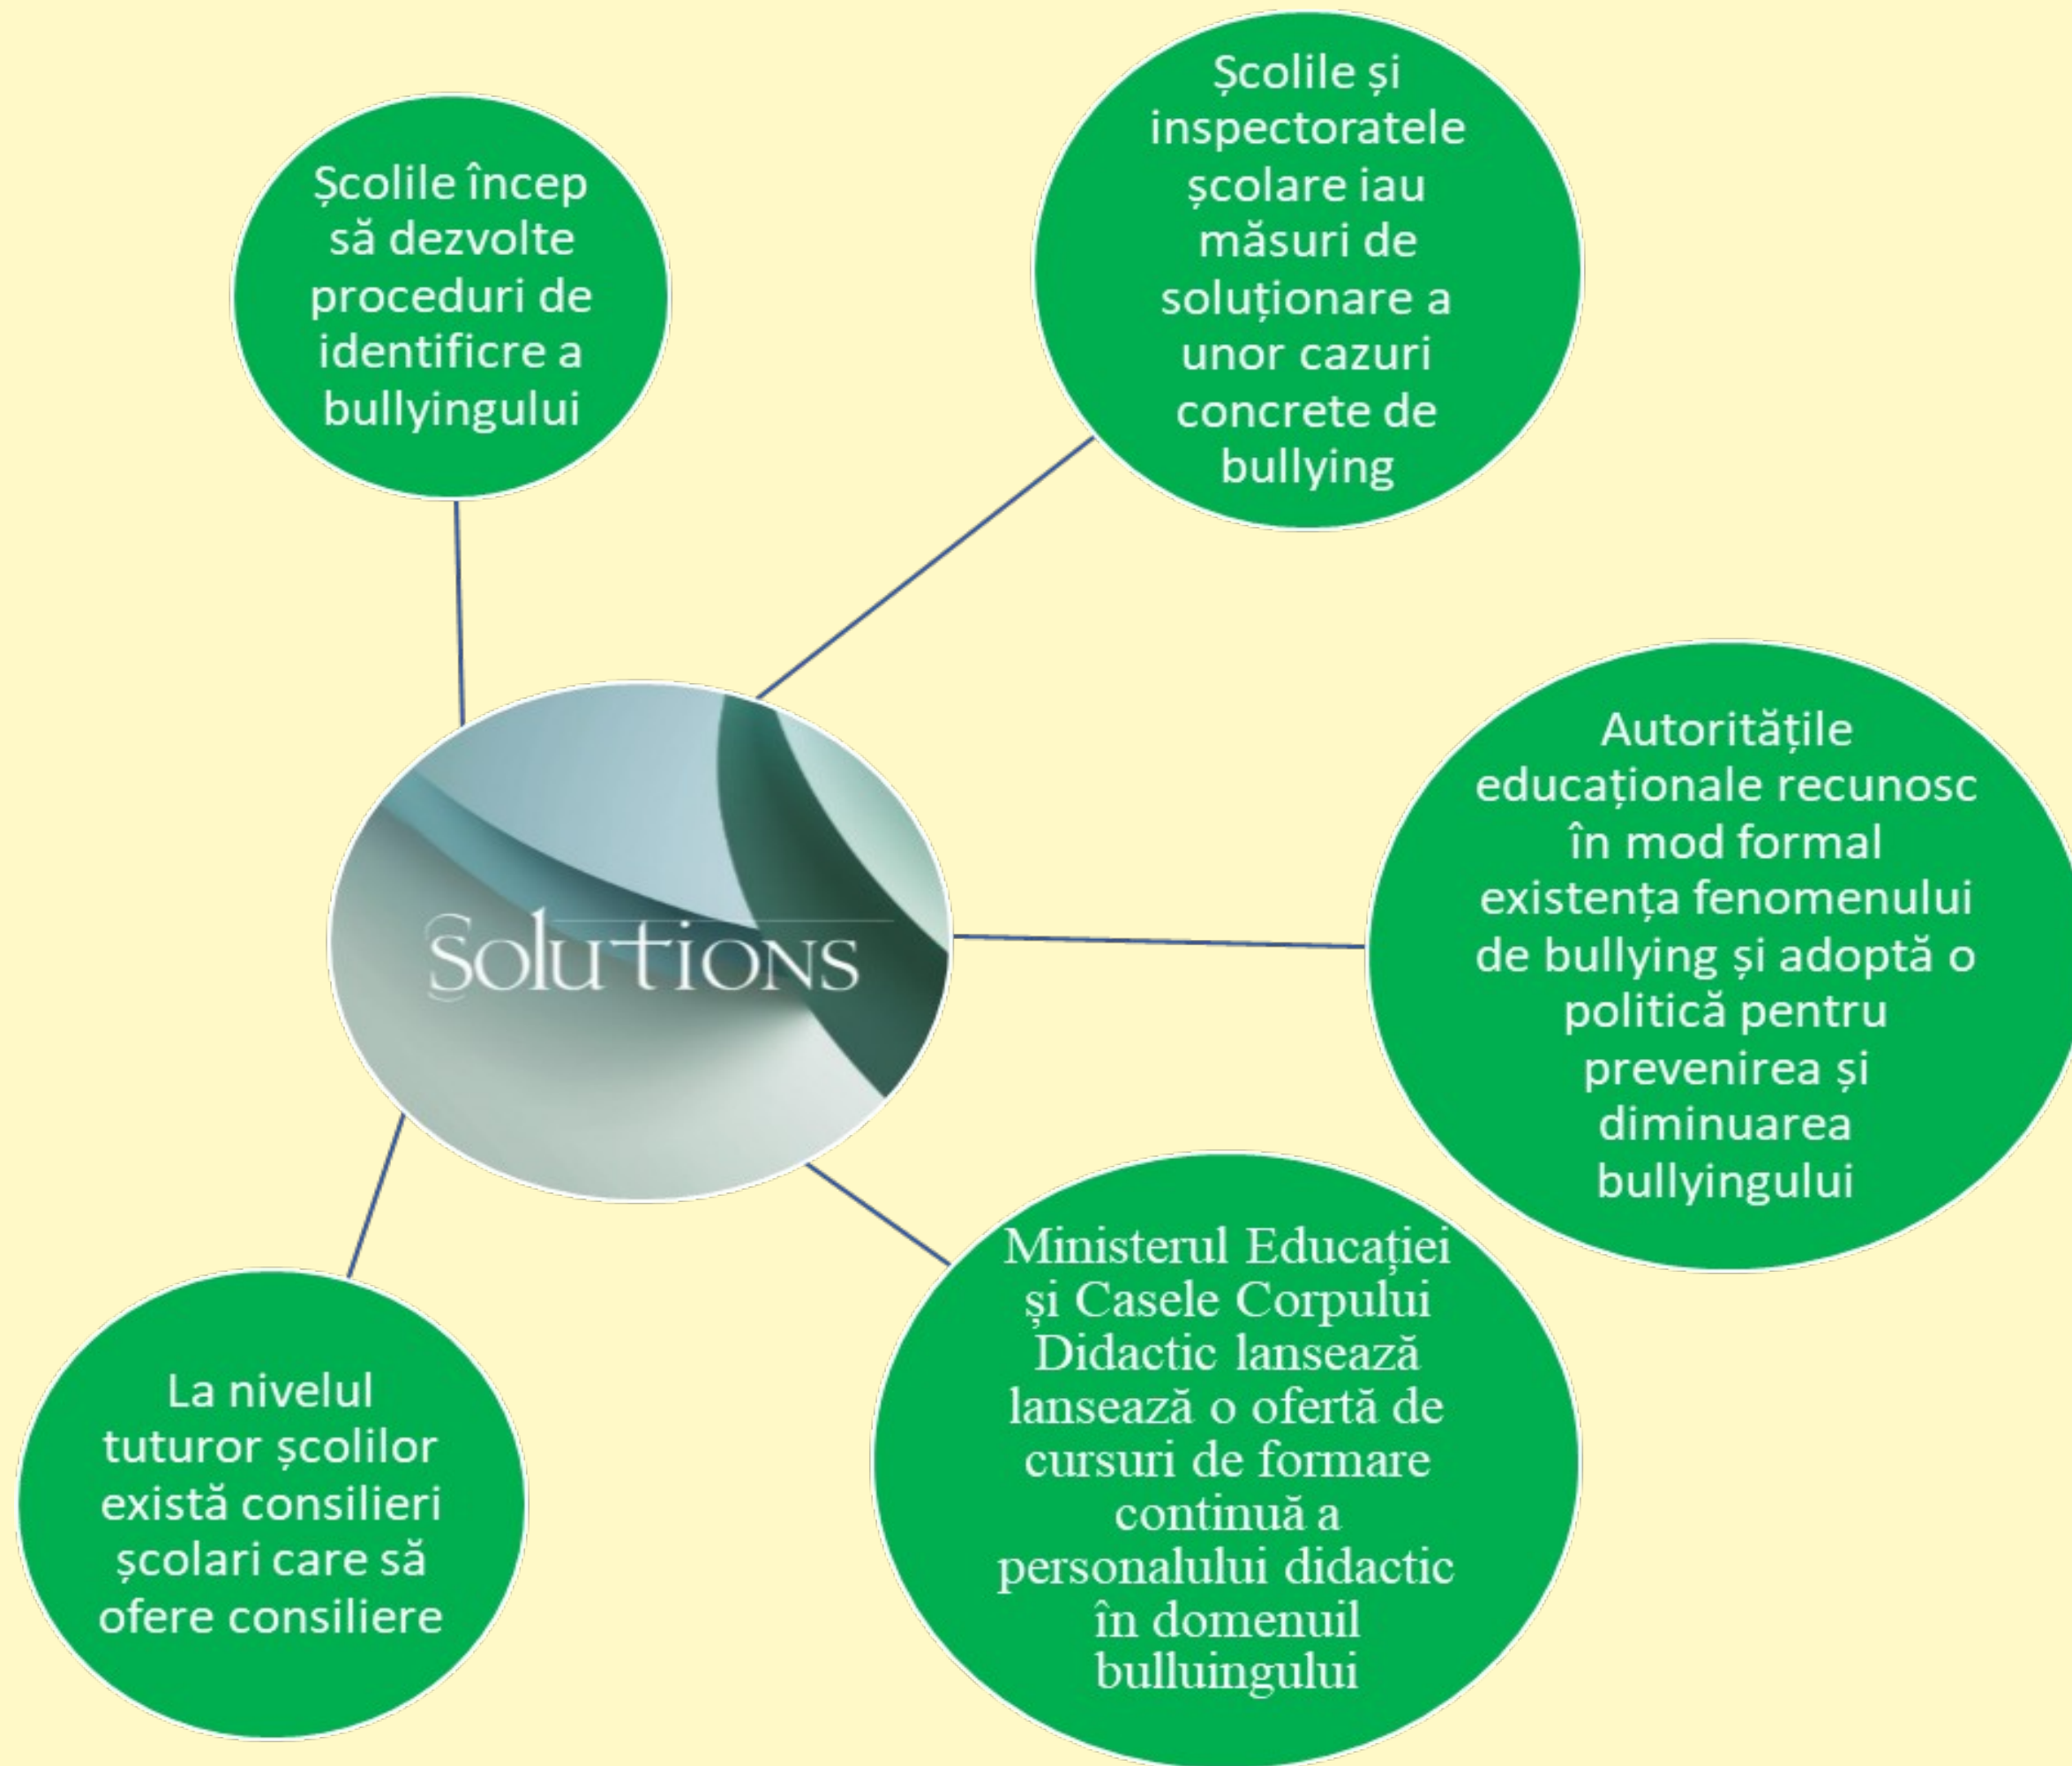 Școlile încep
să dezvolte
proceduri de
identificre a
bullyingului
Școlile și
inspectoratele
școlare iau
măsuri de
soluționare a
unor cazuri
concrete de
bullying
Solutions
Autoritățile
educaționale recunosc
în mod formal
existența fenomenului
de bullying și adoptă o
politică pentru
prevenirea și
diminuarea
bullyingului
Ministerul Educației
și Casele Corpului
Didactic lansează
lansează o ofertă de
cursuri de formare
continuă a
personalului didactic
în domenuil
bulluingului
La nivelul
tuturor școlilor
există consilieri
școlari care să
ofere consiliere